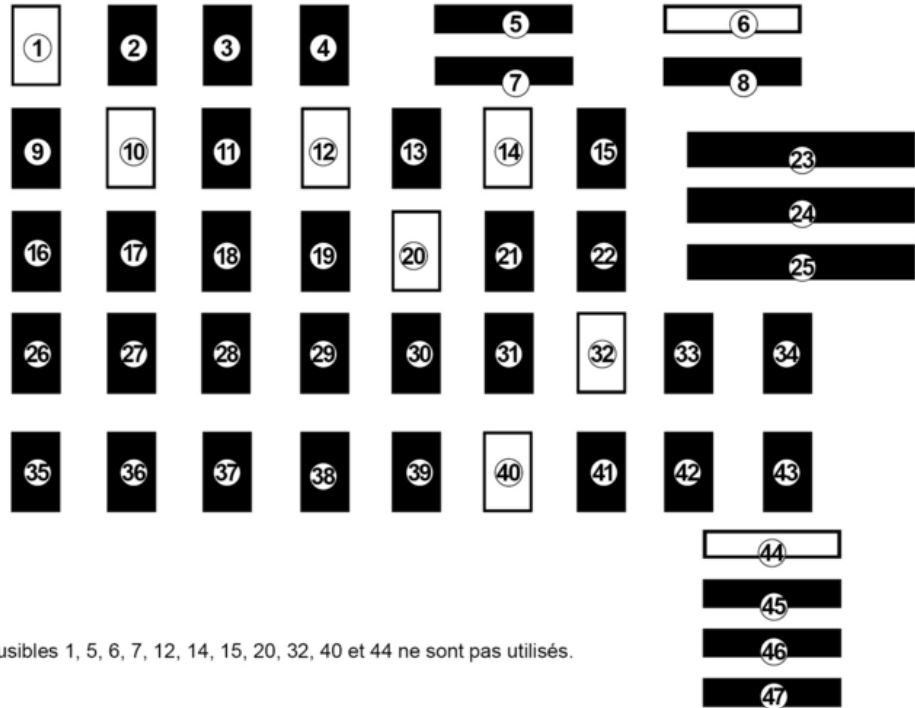 1 2 3 4 5 6
7 8
9 10 11 12 13 14 15 23
24
16 17 18 19 20 21 22 25
26 27 28 29 30 31 32 33 34
35 36 37 38 39 40 41 42 43
44
45
usibles 1, 5, 6, 7, 12, 14, 15, 20, 32, 40 et 44 ne sont pas utilisés.
46
47